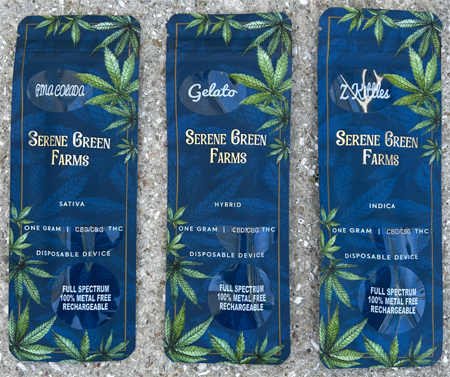 PINA COLADA
SERENE GREEN
FARMS
SATIVA
ONE GRAM | CBD/CBG THC
DISPOSABLE DEVICE
FULL SPECTRUM
100% METAL FREE
RECHARGEABLE
Gelato
SERENE GREEN
FARMS
HYBRID
ONE GRAM | CBD/CBG THC
DISPOSABLE DEVICE
FULL SPECTRUM
100% METAL FREE
RECHARGEABLE
Z Kittles
SERENE GREEN
FARMS
INDICA
ONE GRAM | CBD/CBG THC
DISPOSABLE DEVICE
FULL SPECTRUM
100% METAL FREE
RECHARGEABLE